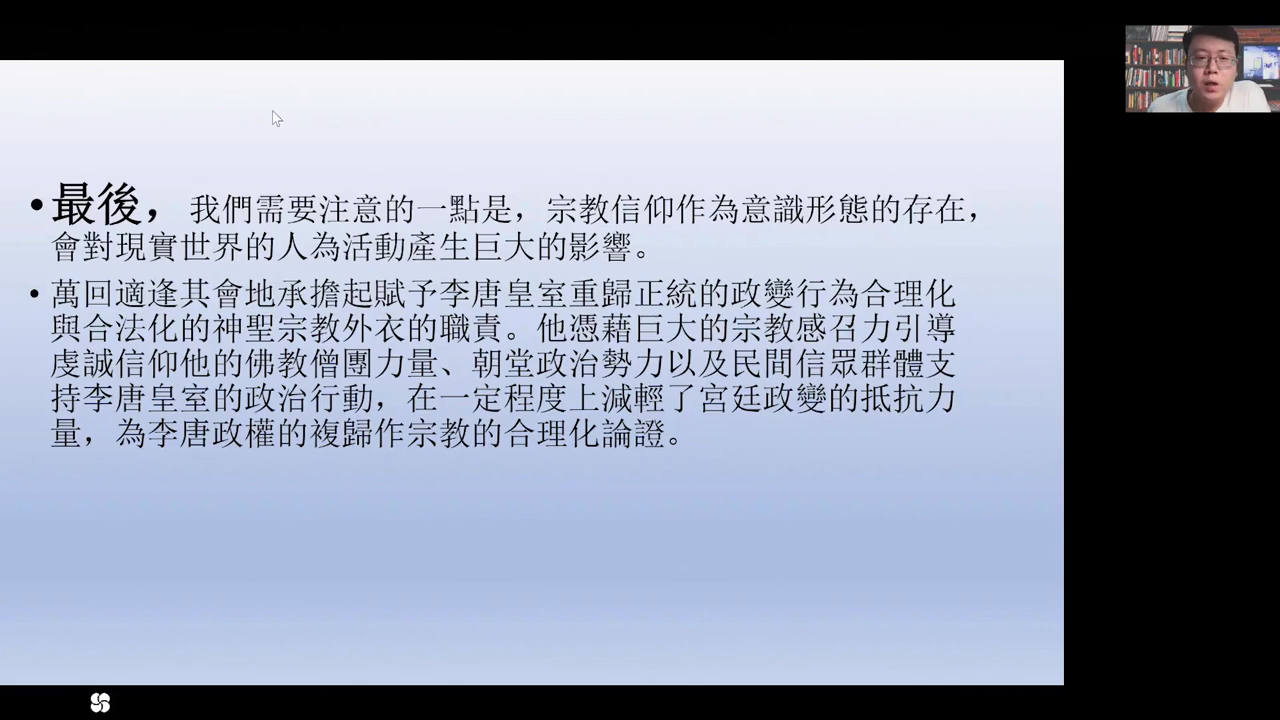 •最後，我們需要注意的一點是，宗教信仰作為意識形態的存在，
會對現實世界的人為活動產生巨大的影響。
•萬回適逢其會地承擔起賦予李唐皇室重歸正統的政變行為合理化
與合法化的神聖宗教外衣的職責。他憑藉巨大的宗教感召力引導
虔誠信仰他的佛教僧團力量、朝堂政治勢力以及民間信眾群體支
持李唐皇室的政治行動，在一定程度上減輕了宮廷政變的抵抗力
量，為李唐政權的複歸作宗教的合理化論證。